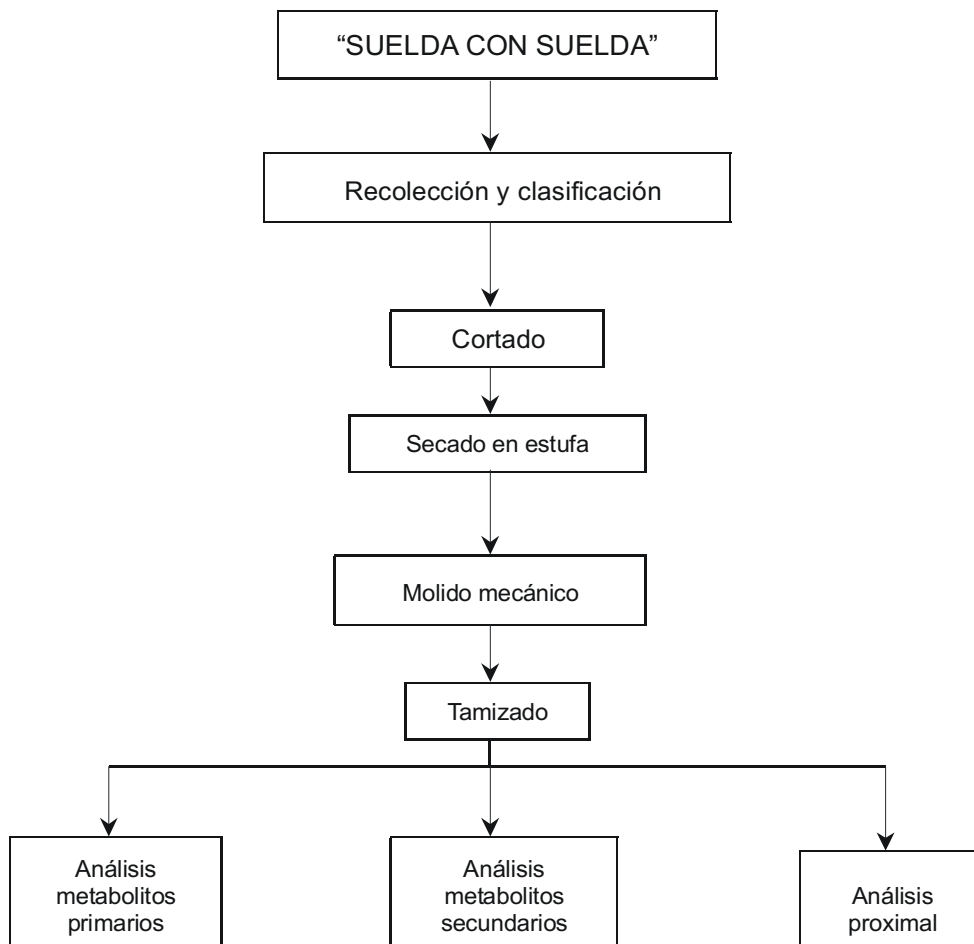 “SUELDA CON SUELDA”
Recolección y clasificación
Cortado
Secado en estufa
Molido mecánico
Tamizado
Análisis
metabolitos
primarios
Análisis
metabolitos
secundarios
Análisis
proximal